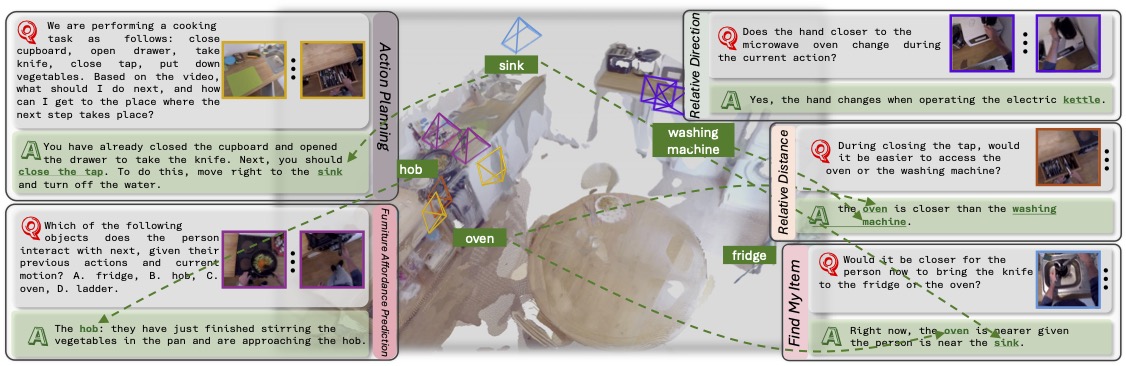 Q We are performing a cooking
task as follows: close
cupboard, open drawer, take
knife, close tap, put down
vegetables. Based on the video,
what should I do next, and how
can I get to the place where the
next step takes place?
A You have already closed the cupboard and opened
the drawer to take the knife. Next, you should
close the tap. To do this, move right to the sink
and turn off the water.
Action Planning
Q Which of the following
objects does the person
interact with next, given their
previous actions and current
motion? A. fridge, B. hob, C.
oven, D. ladder.
A The hob: they have just finished stirring the
vegetables in the pan and are approaching the hob.
Furniture Affordance Prediction
sink
hob
oven
washing
machine
fridge
Relative Direction
Q Does the hand closer to the
microwave oven change during
the current action?
A Yes, the hand changes when operating the electric kettle.
Relative Distance
Q During closing the tap, would
it be easier to access the
oven or the washing machine?
A the oven is closer than the washing
machine.
Find My Item
Q Would it be closer for the
person now to bring the knife
to the fridge or the oven?
A Right now, the oven is nearer given
the person is near the sink.